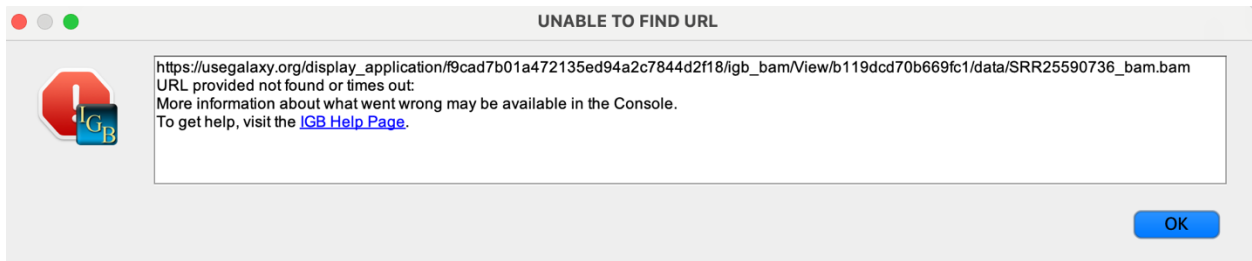 UNABLE TO FIND URL
https://usegalaxy.org/display_application/f9cad7b01a472135ed94a2c7844d2f18/igb_bam/View/b119dcd70b669fc1/data/SRR25590736_bam.bam
URL provided not found or times out:
More information about what went wrong may be available in the Console.
To get help, visit the IGB Help Page.
! IGB
OK